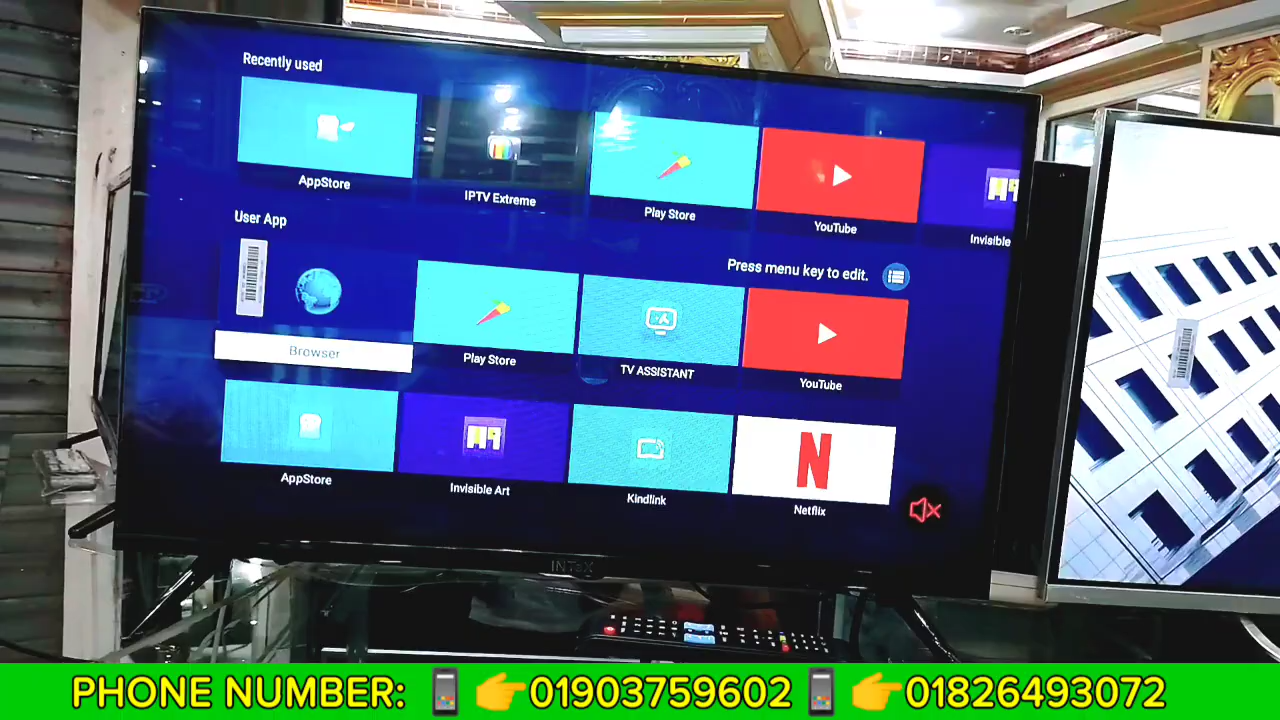 Recently used
AppStore
IPTV Extreme
Play Store
YouTube
Invisible
User App
Press menu key to edit.
Browser
Play Store
TV ASSISTANT
YouTube
AppStore
Invisible Art
Kindlink
Netflix
INTEX
PHONE NUMBER: 📱👉01903759602📱👉01826493072